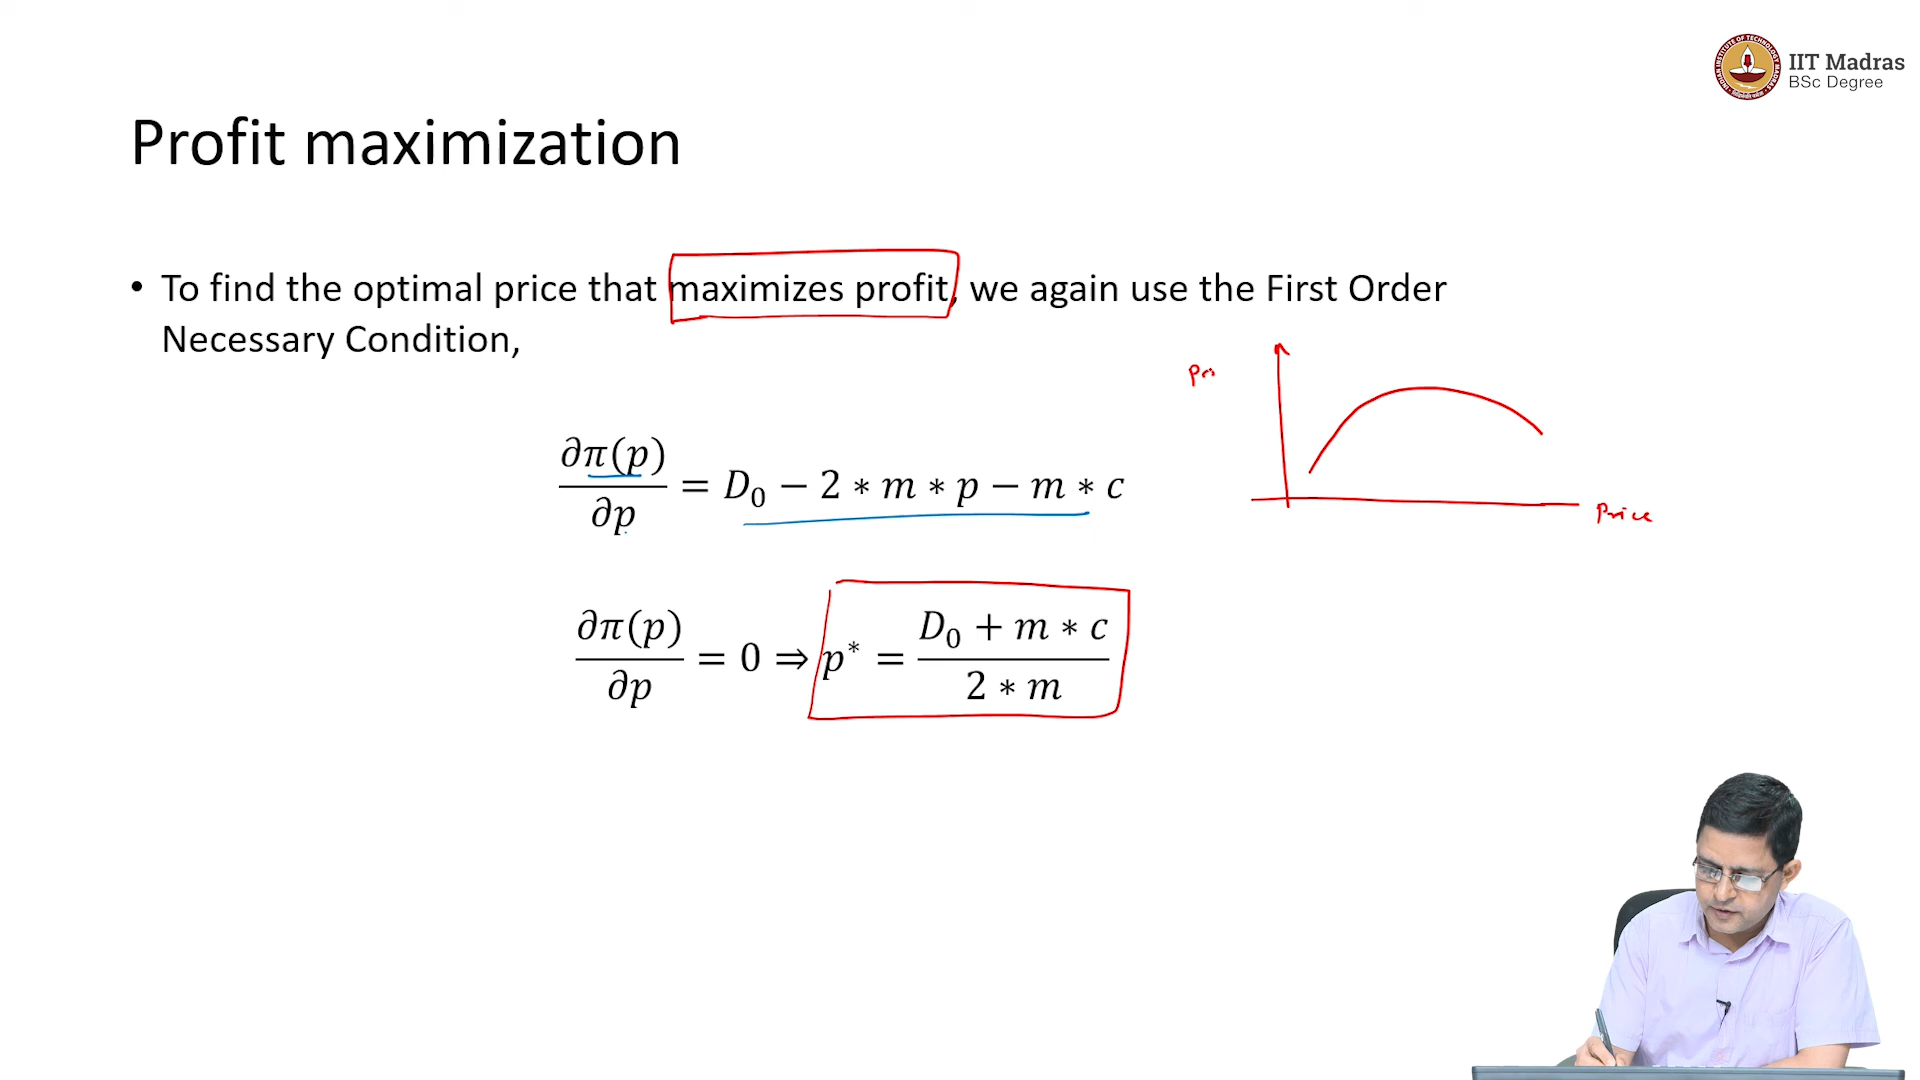 IIT Madras
BSc Degree
Profit maximization
• To find the optimal price that maximizes profit, we again use the First Order
Necessary Condition,
Pr
∂π(p)/∂p = D₀ − 2 ∗ m ∗ p − m ∗ c
Price
∂π(p)/∂p = 0 ⇒ p* = (D₀ + m ∗ c)/(2 ∗ m)